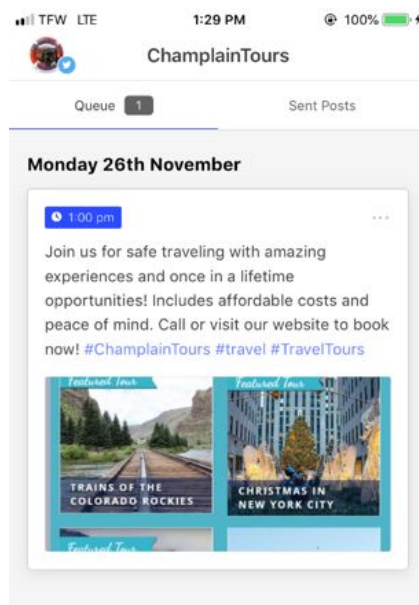 TFW LTE 1:29 PM 100%
ChamplainTours
Queue 1 Sent Posts
Monday 26th November
1:00 pm
Join us for safe traveling with amazing
experiences and once in a lifetime
opportunities! Includes affordable costs and
peace of mind. Call or visit our website to book
now! #ChamplainTours #travel #TravelTours
Featured Tour Featured Tour
TRAINS OF THE
COLORADO ROCKIES
CHRISTMAS IN
NEW YORK CITY
Featured Tour